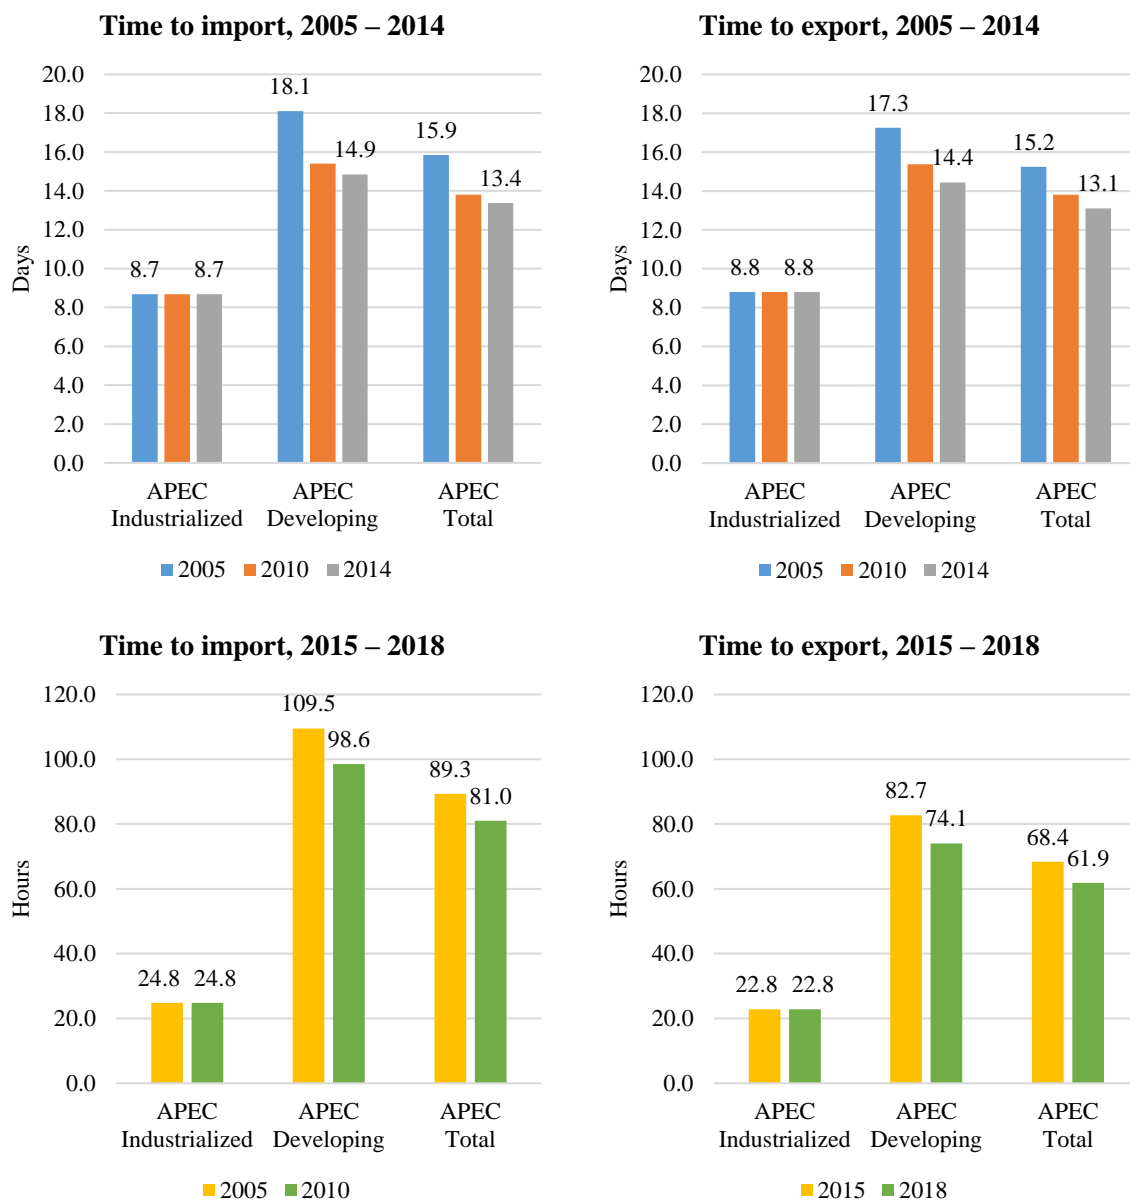 Time to import, 2005 – 2014
20.0
18.0
16.0
14.0
12.0
10.0
8.0
6.0
4.0
2.0
0.0
Days
8.7
8.7
18.1
14.9
15.9
13.4
APEC
Industrialized
APEC
Developing
APEC
Total
2005 2010 2014
Time to export, 2005 – 2014
20.0
18.0
16.0
14.0
12.0
10.0
8.0
6.0
4.0
2.0
0.0
Days
8.8
8.8
17.3
14.4
15.2
13.1
APEC
Industrialized
APEC
Developing
APEC
Total
2005 2010 2014
Time to import, 2015 – 2018
120.0
100.0
80.0
60.0
40.0
20.0
0.0
Hours
24.8
24.8
109.5
98.6
89.3
81.0
APEC
Industrialized
APEC
Developing
APEC
Total
2005 2010
Time to export, 2015 – 2018
120.0
100.0
80.0
60.0
40.0
20.0
0.0
Hours
22.8
22.8
82.7
74.1
68.4
61.9
APEC
Industrialized
APEC
Developing
APEC
Total
2015 2018